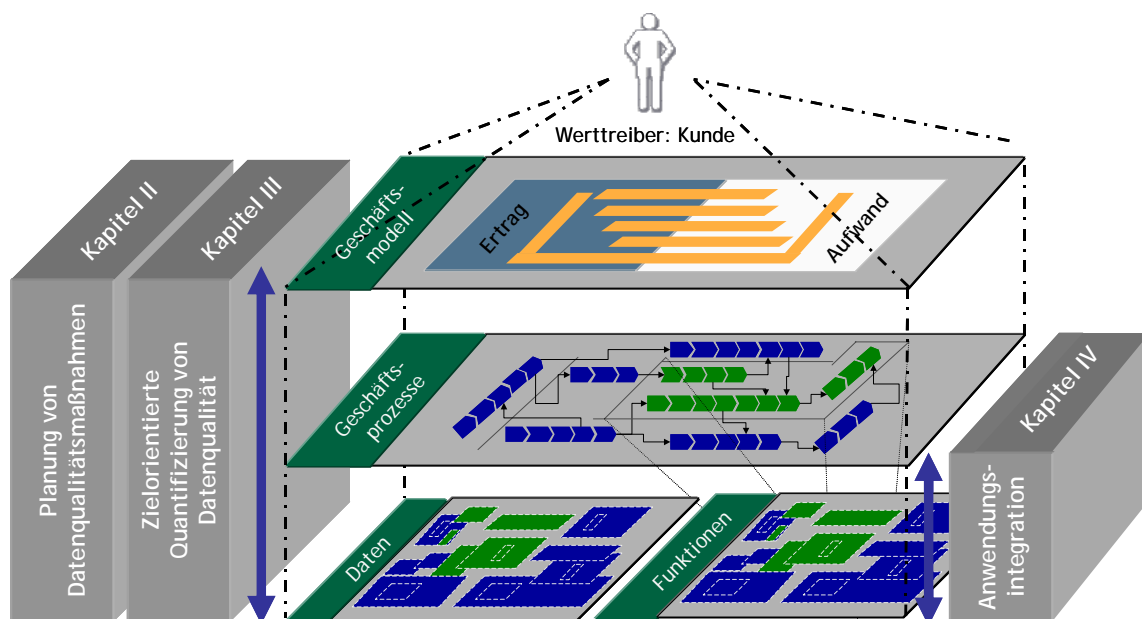 Werttreiber: Kunde
Kapitel II
Kapitel III
Geschäfts-
modell
Ertrag
Aufwand
Planung von
Datenqualitätsmaßnahmen
Zielorientierte
Quantifizierung von
Datenqualität
Geschäfts-
prozesse
Kapitel IV
Daten
Funktionen
Anwendungs-
integration